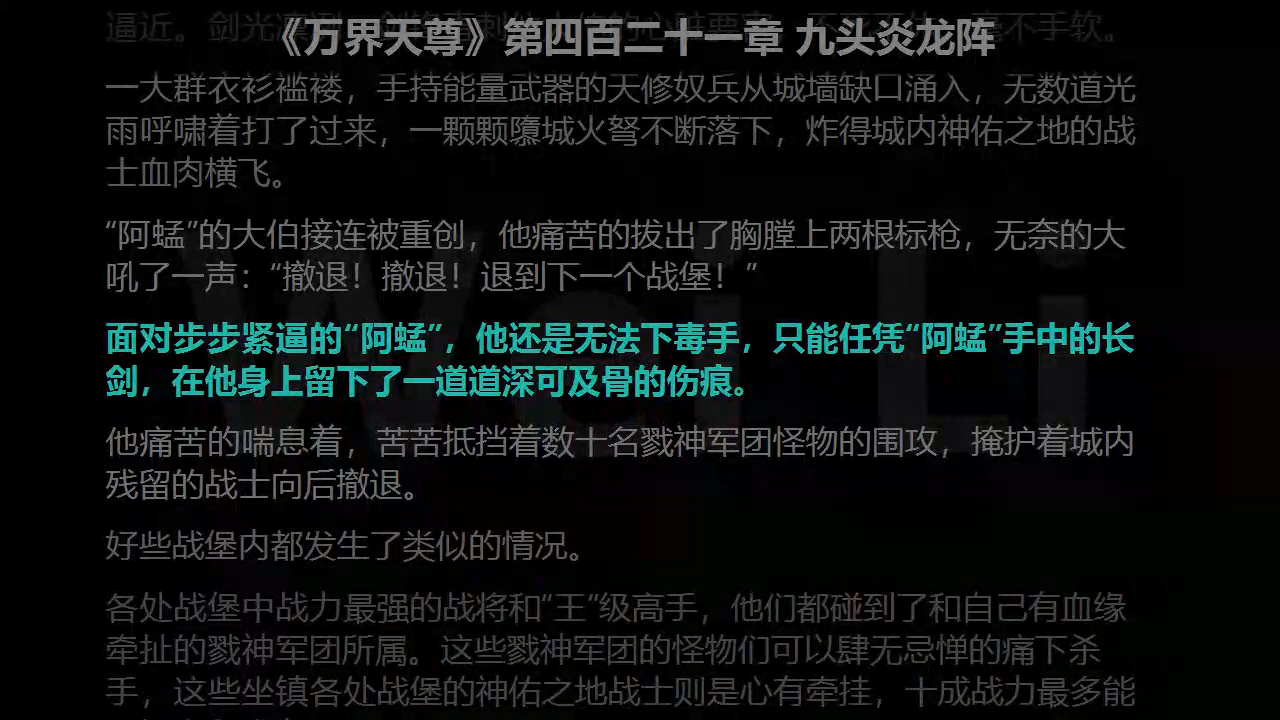 《万界天尊》第四百二十一章 九头炎龙阵
一大群衣衫褴褛，手持能量武器的天修奴兵从城墙缺口涌入，无数道光
雨呼啸着打了过来，一颗颗隳城火弩不断落下，炸得城内神佑之地的战
士血肉横飞。
“阿蜢”的大伯接连被重创，他痛苦的拔出了胸膛上两根标枪，无奈的大
吼了一声：“撤退！撤退！退到下一个战堡！”
面对步步紧逼的“阿蜢”，他还是无法下毒手，只能任凭“阿蜢”手中的长
剑，在他身上留下了一道道深可及骨的伤痕。
他痛苦的喘息着，苦苦抵挡着数十名戮神军团怪物的围攻，掩护着城内
残留的战士向后撤退。
好些战堡内都发生了类似的情况。
各处战堡中战力最强的战将和“王”级高手，他们都碰到了和自己有血缘
牵扯的戮神军团所属。这些戮神军团的怪物们可以肆无忌惮的痛下杀
手，这些坐镇各处战堡的神佑之地战士则是心有牵挂，十成战力最多能